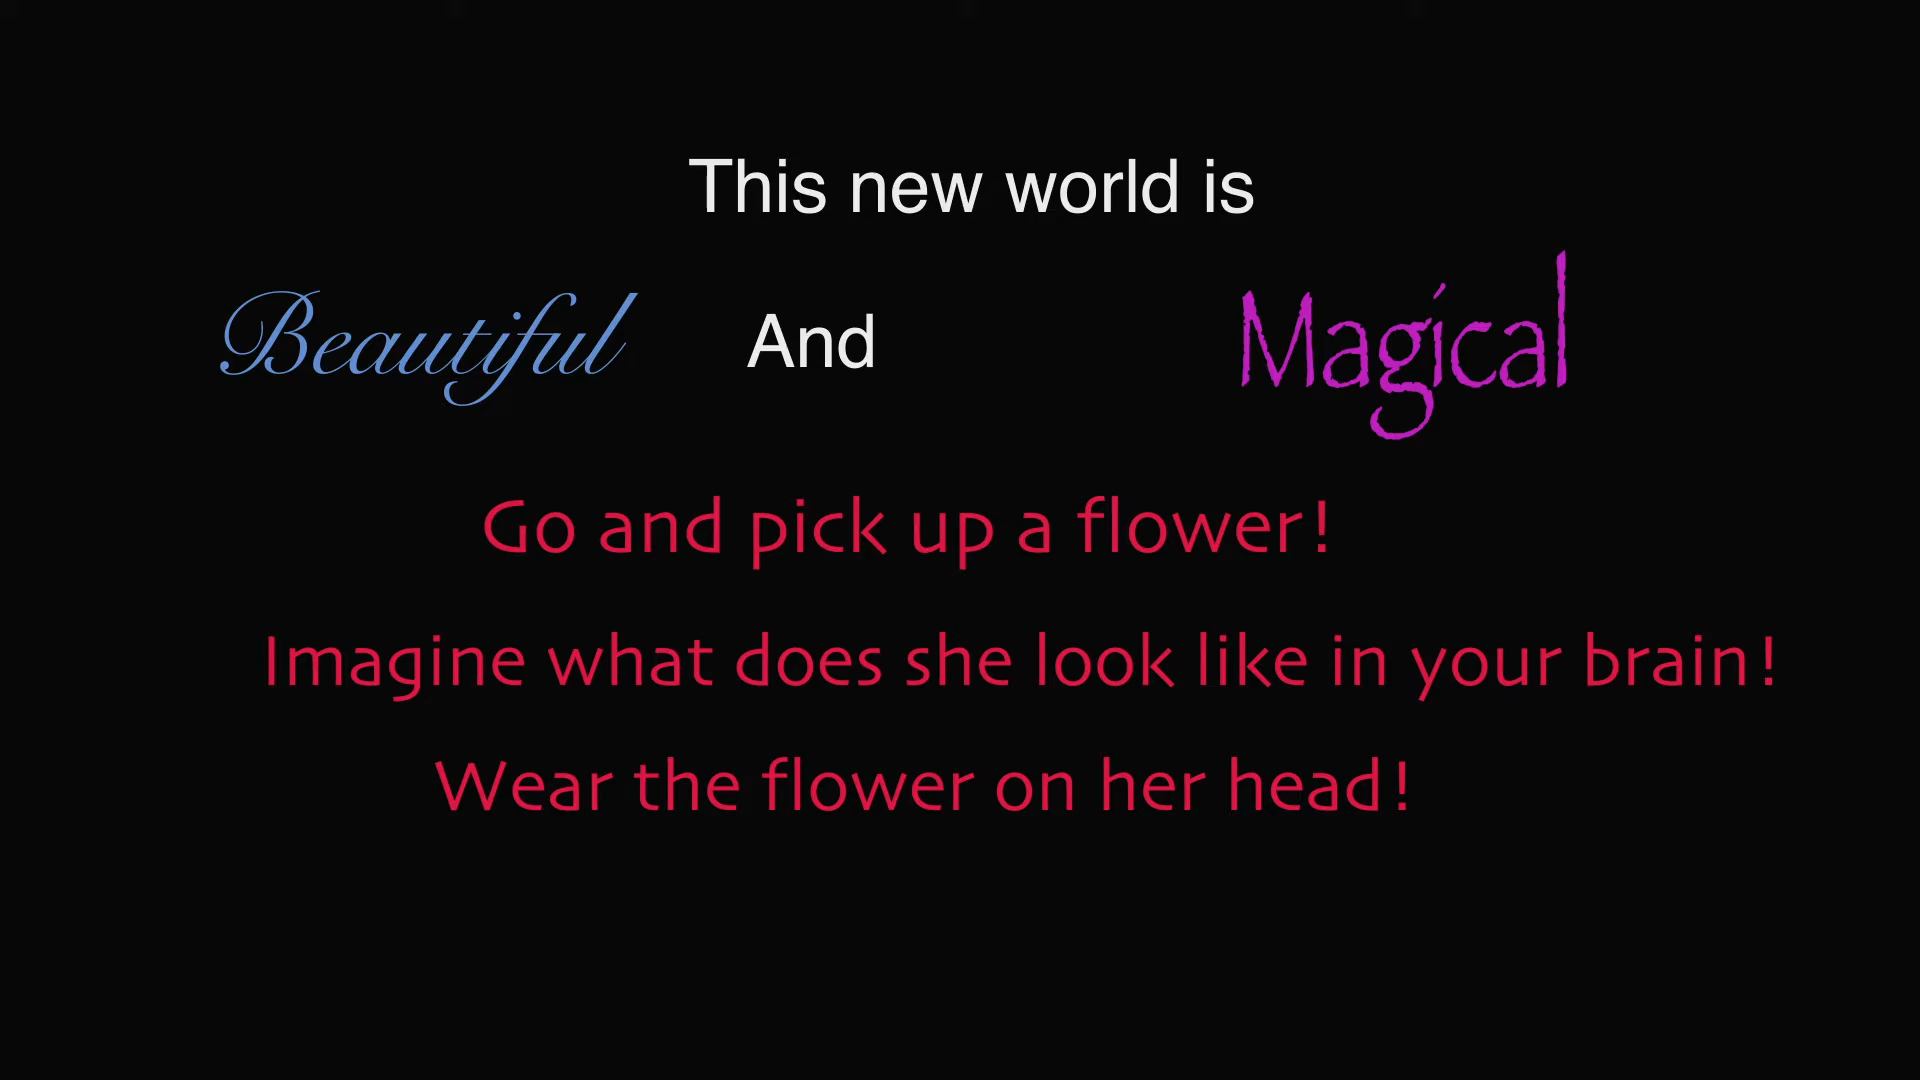 This new world is
Beautiful And Magical
Go and pick up a flower!
Imagine what does she look like in your brain!
Wear the flower on her head!